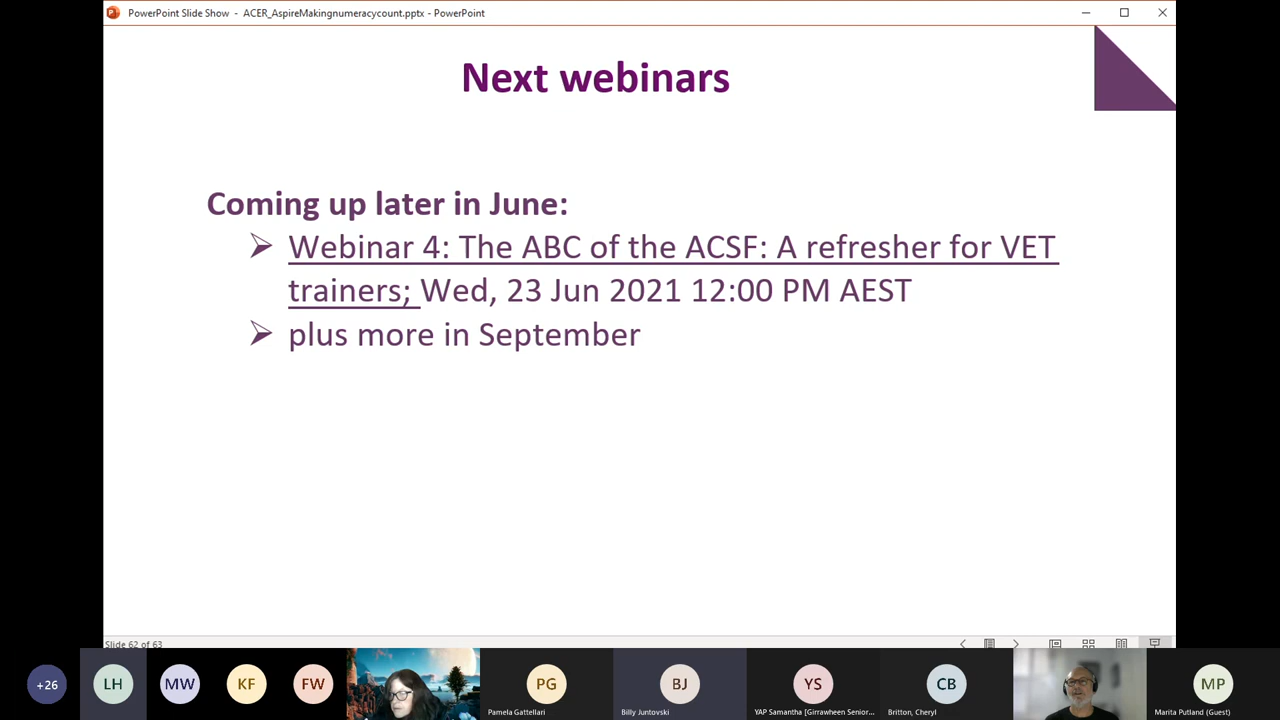 PowerPoint Slide Show - ACER_AspireMakingnumeracycount.pptx - PowerPoint
Next webinars
Coming up later in June:
Webinar 4: The ABC of the ACSF: A refresher for VET
trainers; Wed, 23 Jun 2021 12:00 PM AEST
plus more in September
Slide 62 of 63
+26
LH
MW
KF
FW
PG
BJ
YS
CB
MP
Pamela Gattellari
Billy Juntovski
YAP Samantha [Girrawheen Senior...
Britton, Cheryl
Marita Putland (Guest)